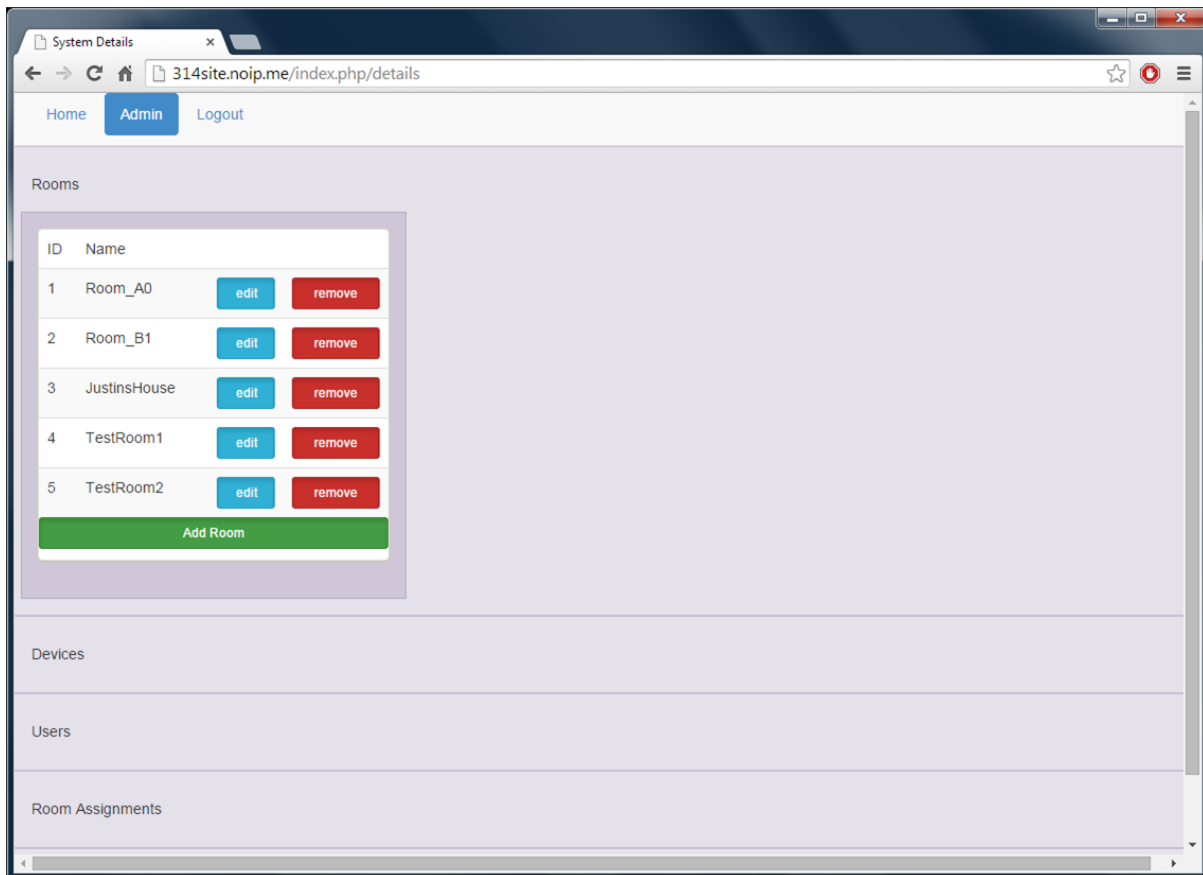 System Details
314site.noip.me/index.php/details
Home Admin Logout
Rooms
ID Name
1 Room_A0 edit remove
2 Room_B1 edit remove
3 JustinsHouse edit remove
4 TestRoom1 edit remove
5 TestRoom2 edit remove
Add Room
Devices
Users
Room Assignments